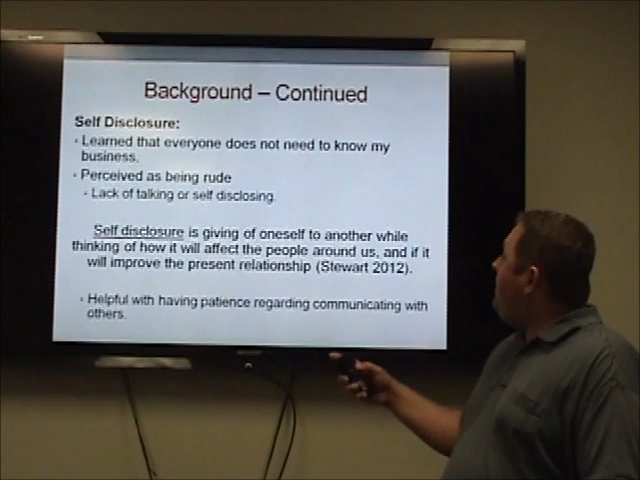 Background – Continued
Self Disclosure:
• Learned that everyone does not need to know my
business.
• Perceived as being rude
• Lack of talking or self disclosing.
Self disclosure is giving of oneself to another while
thinking of how it will affect the people around us, and if it
will improve the present relationship (Stewart 2012).
• Helpful with having patience regarding communicating with
others.